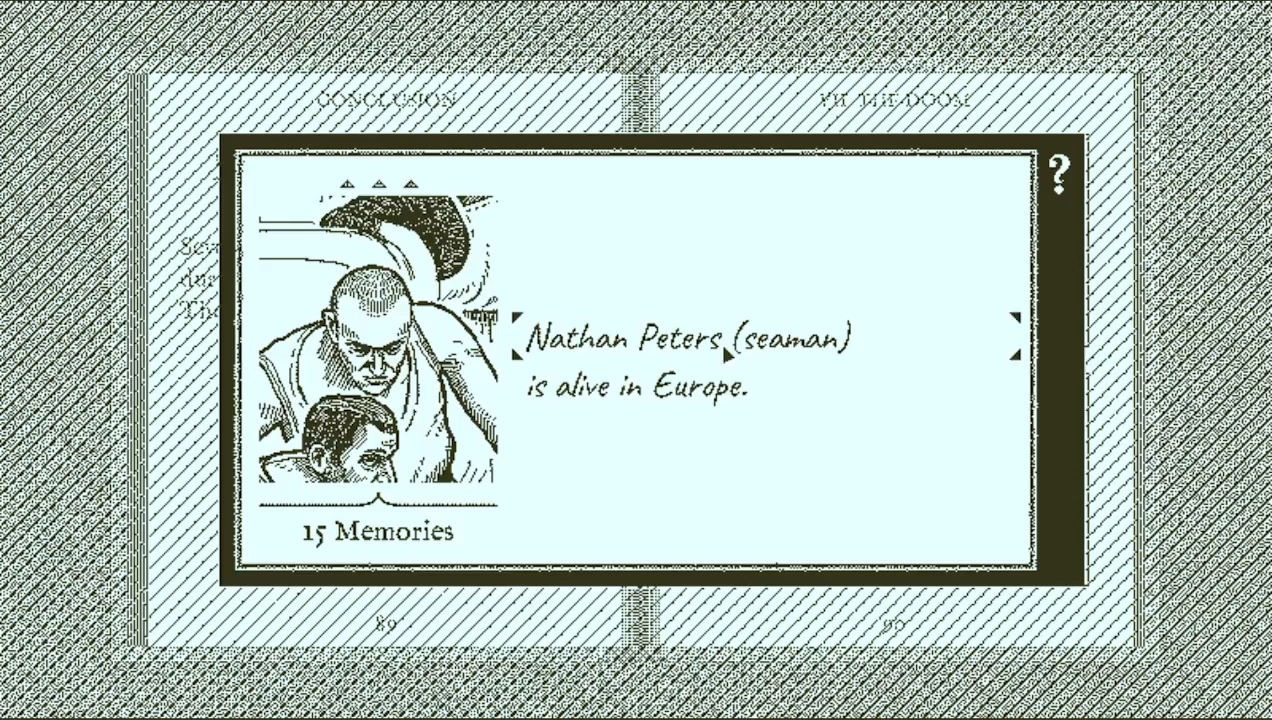 CONCLUSION
VII THE DOOM
?
Nathan Peters (seaman)
is alive in Europe.
15 Memories
89
90